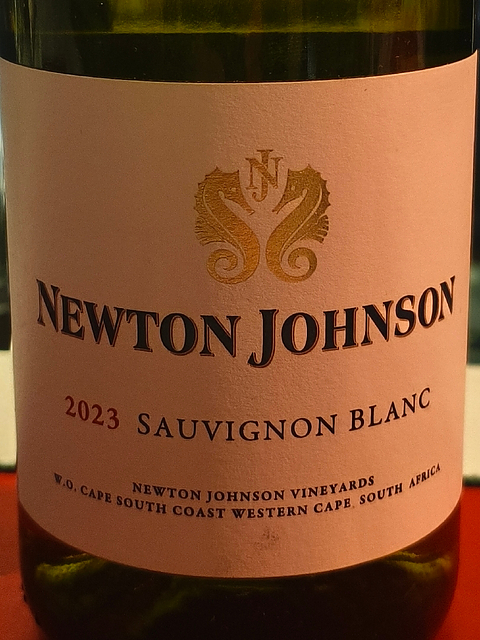 NJ
NEWTON JOHNSON
2023 SAUVIGNON BLANC
NEWTON JOHNSON VINEYARDS
W.O. CAPE SOUTH COAST WESTERN CAPE, SOUTH AFRICA